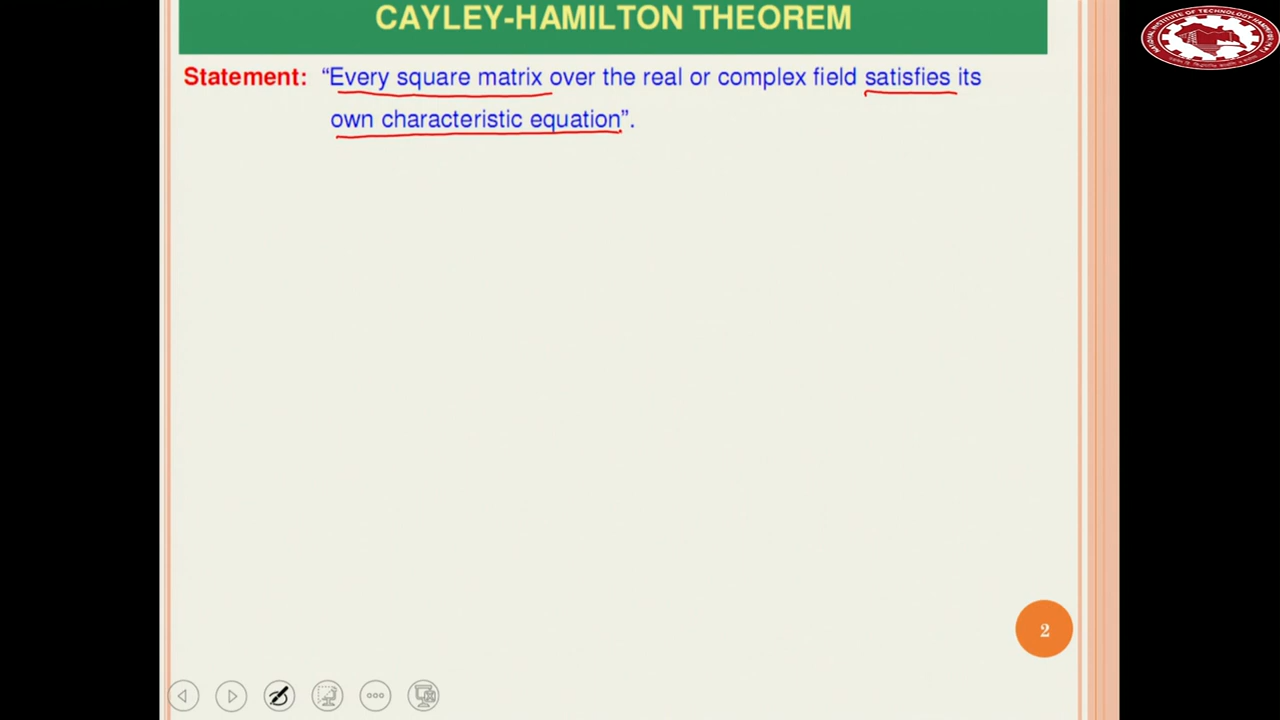 CAYLEY-HAMILTON THEOREM
Statement: “Every square matrix over the real or complex field satisfies its
own characteristic equation”.
2